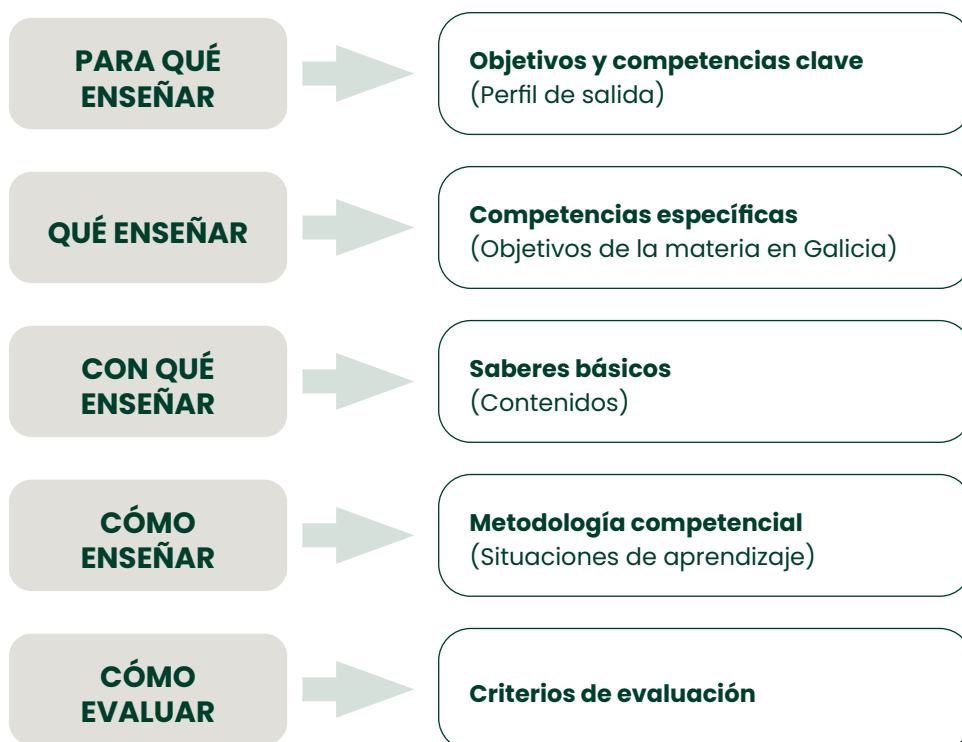 PARA QUÉ
ENSEÑAR
Objetivos y competencias clave
(Perfil de salida)
QUÉ ENSEÑAR
Competencias específicas
(Objetivos de la materia en Galicia)
CON QUÉ
ENSEÑAR
Saberes básicos
(Contenidos)
CÓMO
ENSEÑAR
Metodología competencial
(Situaciones de aprendizaje)
CÓMO
EVALUAR
Criterios de evaluación